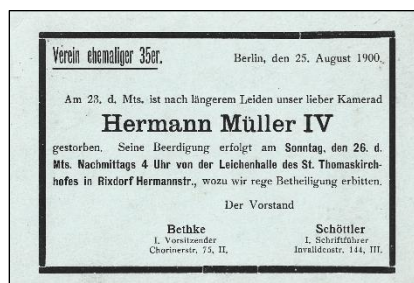 Verein ehemaliger 35er.
Berlin, den 25. August 1900.
Am 23. d. Mts. ist nach längerem Leiden unser lieber Kamerad
Hermann Müller IV
gestorben. Seine Beerdigung erfolgt am Sonntag, den 26. d.
Mts. Nachmittags 4 Uhr von der Leichenhalle des St. Thomaskirch-
hofes in Rixdorf Hermannstr., wozu wir rege Betheiligung erbitten.
Der Vorstand
Bethke
I. Vorsitzender
Chorinerstr. 75, II.
Schöttler
I. Schriftführer
Invalidenstr. 144, III.